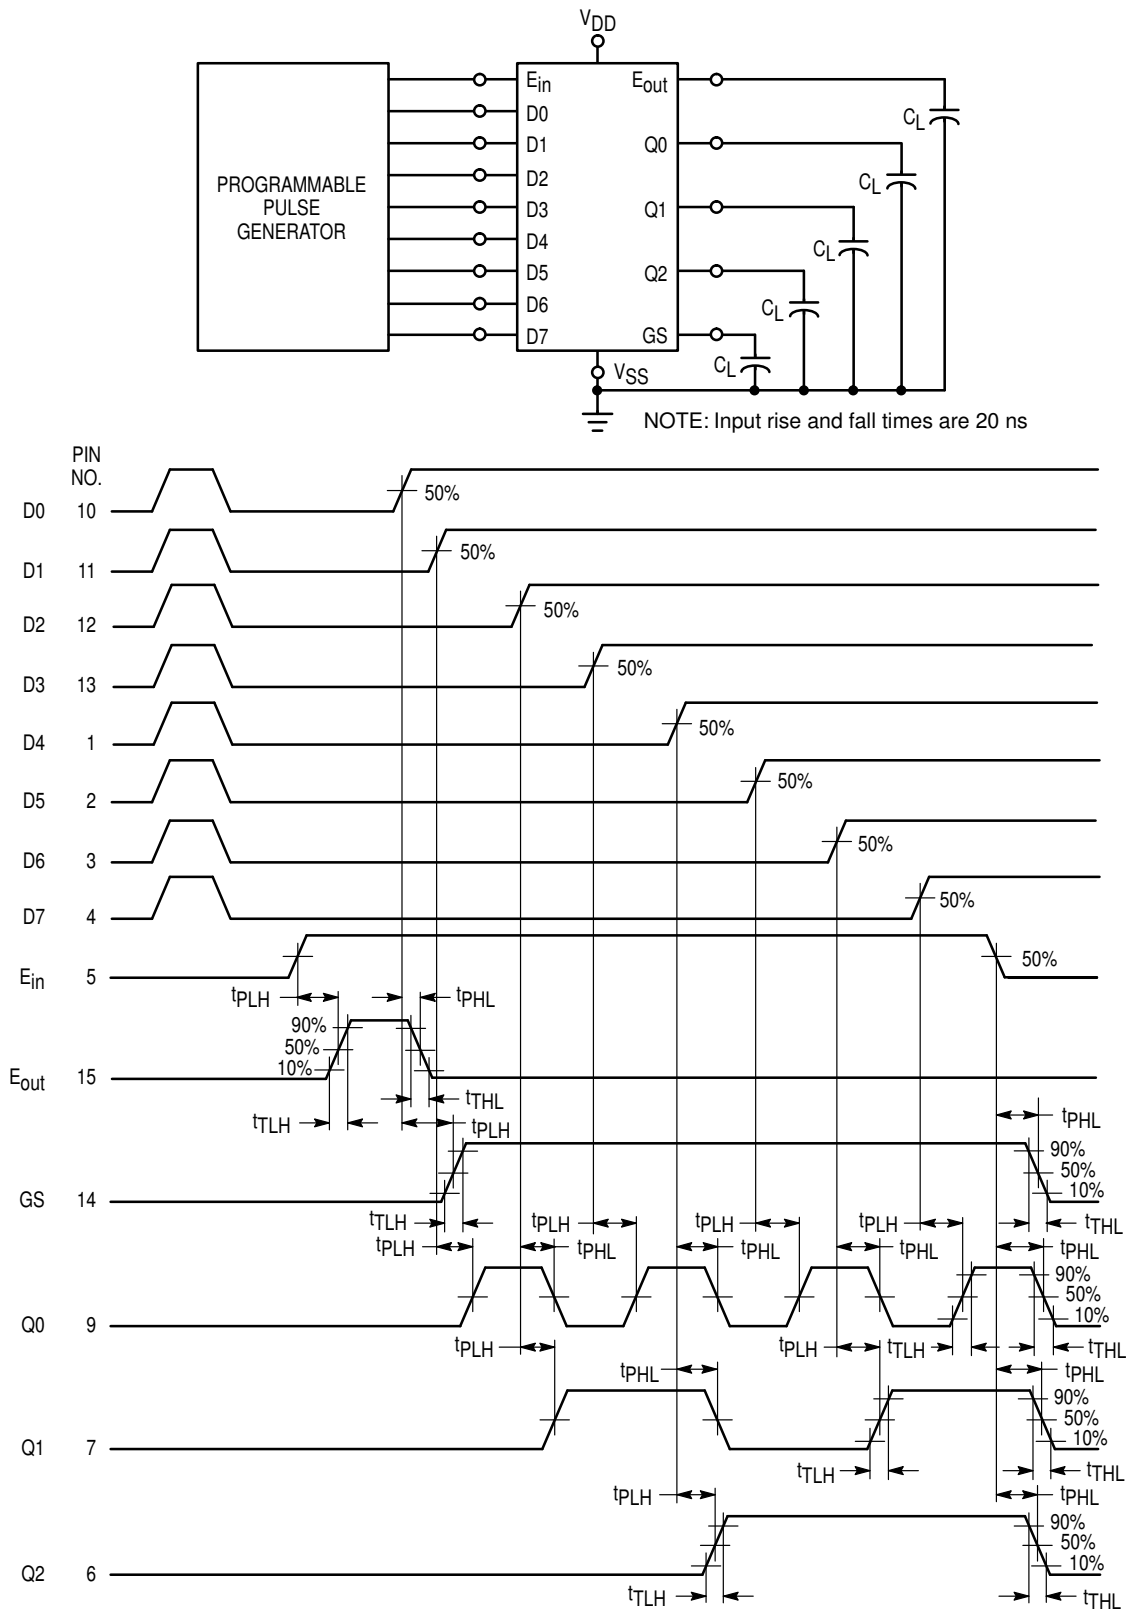 VDD
Ein
Eout
D0
D1
Q0
D2
PROGRAMMABLE
PULSE
GENERATOR
D3
Q1
D4
D5
Q2
D6
D7
GS
CL
CL
CL
CL
CL
VSS
NOTE: Input rise and fall times are 20 ns
PIN
NO.
D0 10 50%
D1 11 50%
D2 12 50%
D3 13 50%
D4 1 50%
D5 2 50%
D6 3 50%
D7 4 50%
Ein 5 50%
tPLH tPHL
90%
50%
10%
Eout 15
tTLH tTHL tPLH tPHL
90%
50%
10%
GS 14
tTLH tPLH tPLH tPLH tTHL
tPLH tPHL tPHL tPHL tPHL
90%
50%
10%
Q0 9
tPLH tPLH tTLH tTHL
tPHL tPHL
90%
50%
10%
Q1 7
tTLH tTHL
tPLH tPHL
90%
50%
10%
Q2 6
tTLH tTHL